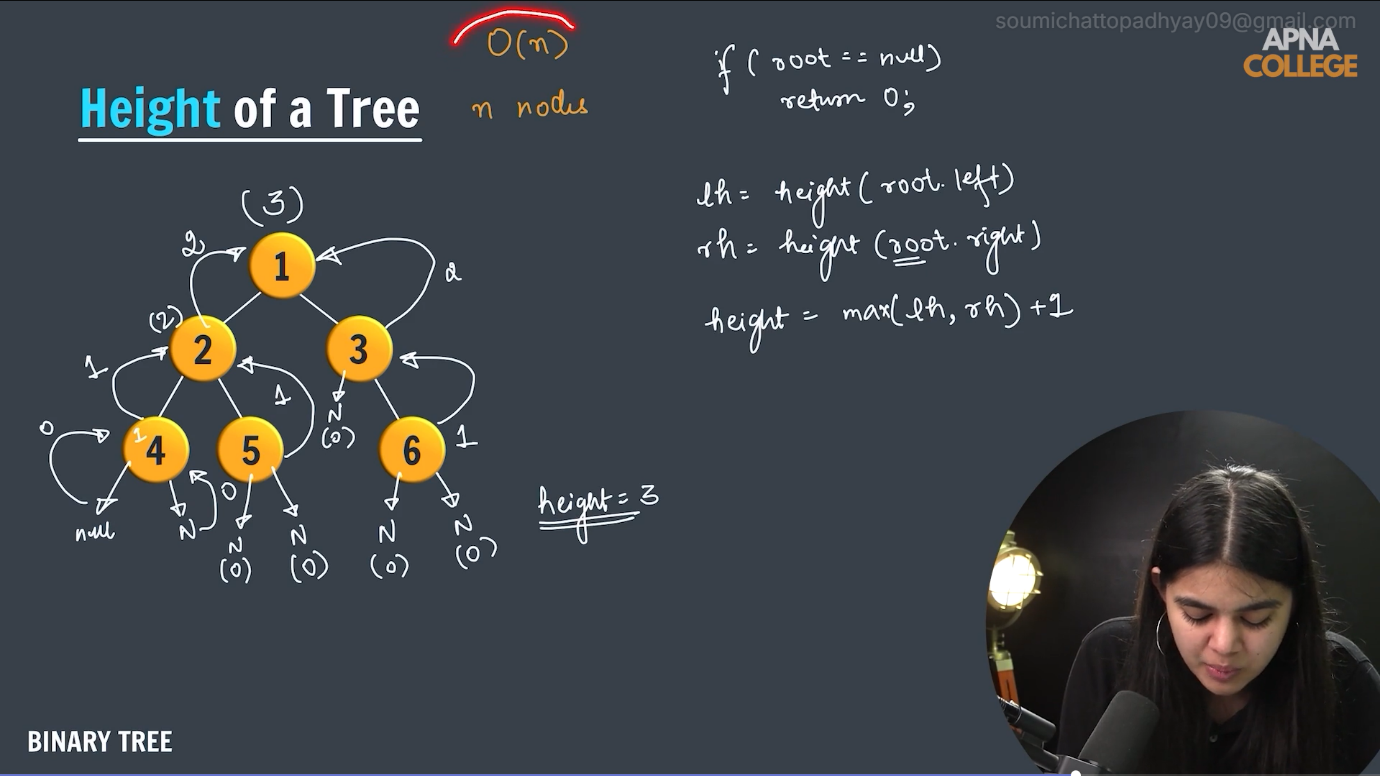 soumichattopadhyay09@gmail.com
APNA
COLLEGE
O(n)
n nodes
Height of a Tree
if ( root == null)
return 0;
lh = height( root. left)
rh = height (root. right)
height = max( lh, rh) +1
(3)
2
1
2
(2)
2
3
1
1
N
(0)
0
1
4
5
6
1
0
null
N
N
(0)
N
(0)
N
(0)
N
(0)
height = 3
BINARY TREE